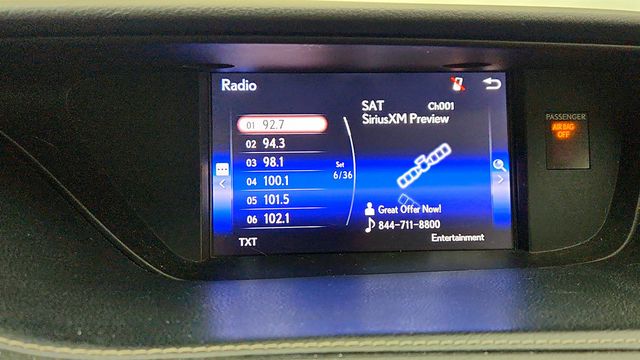 Radio
SAT Ch001
SiriusXM Preview
01 92.7
02 94.3
03 98.1
04 100.1
05 101.5
06 102.1
Set
6/36
Great Offer Now!
844-711-8800
TXT
Entertainment
PASSENGER
AIR BAG
OFF